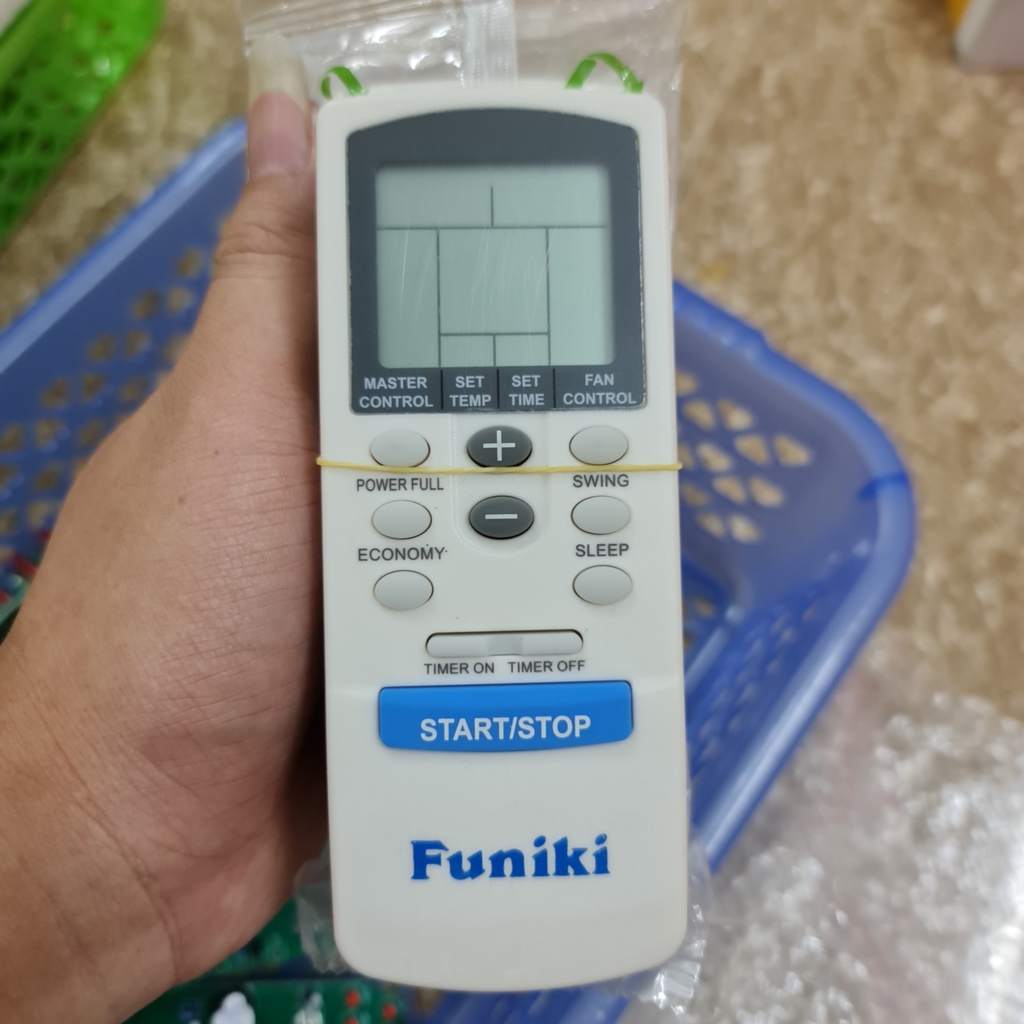 MASTER CONTROL
SET TEMP
SET TIME
FAN CONTROL
+
POWER FULL
SWING
−
ECONOMY
SLEEP
TIMER ON TIMER OFF
START/STOP
Funiki